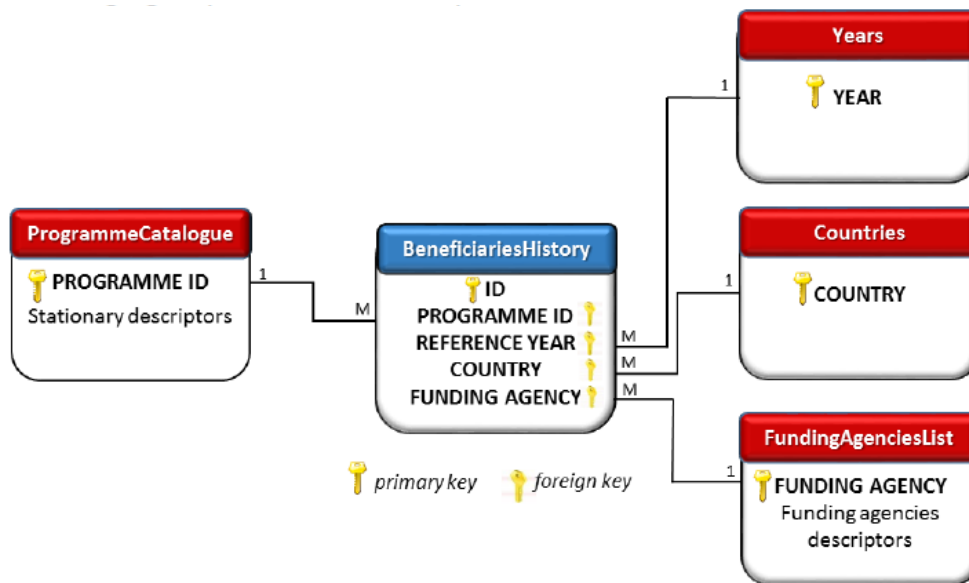 Years
YEAR
1
ProgrammeCatalogue
PROGRAMME ID
Stationary descriptors
1
M
BeneficiariesHistory
ID
PROGRAMME ID
REFERENCE YEAR
COUNTRY
FUNDING AGENCY
M
M
M
Countries
COUNTRY
1
FundingAgenciesList
FUNDING AGENCY
Funding agencies
descriptors
1
primary key
foreign key